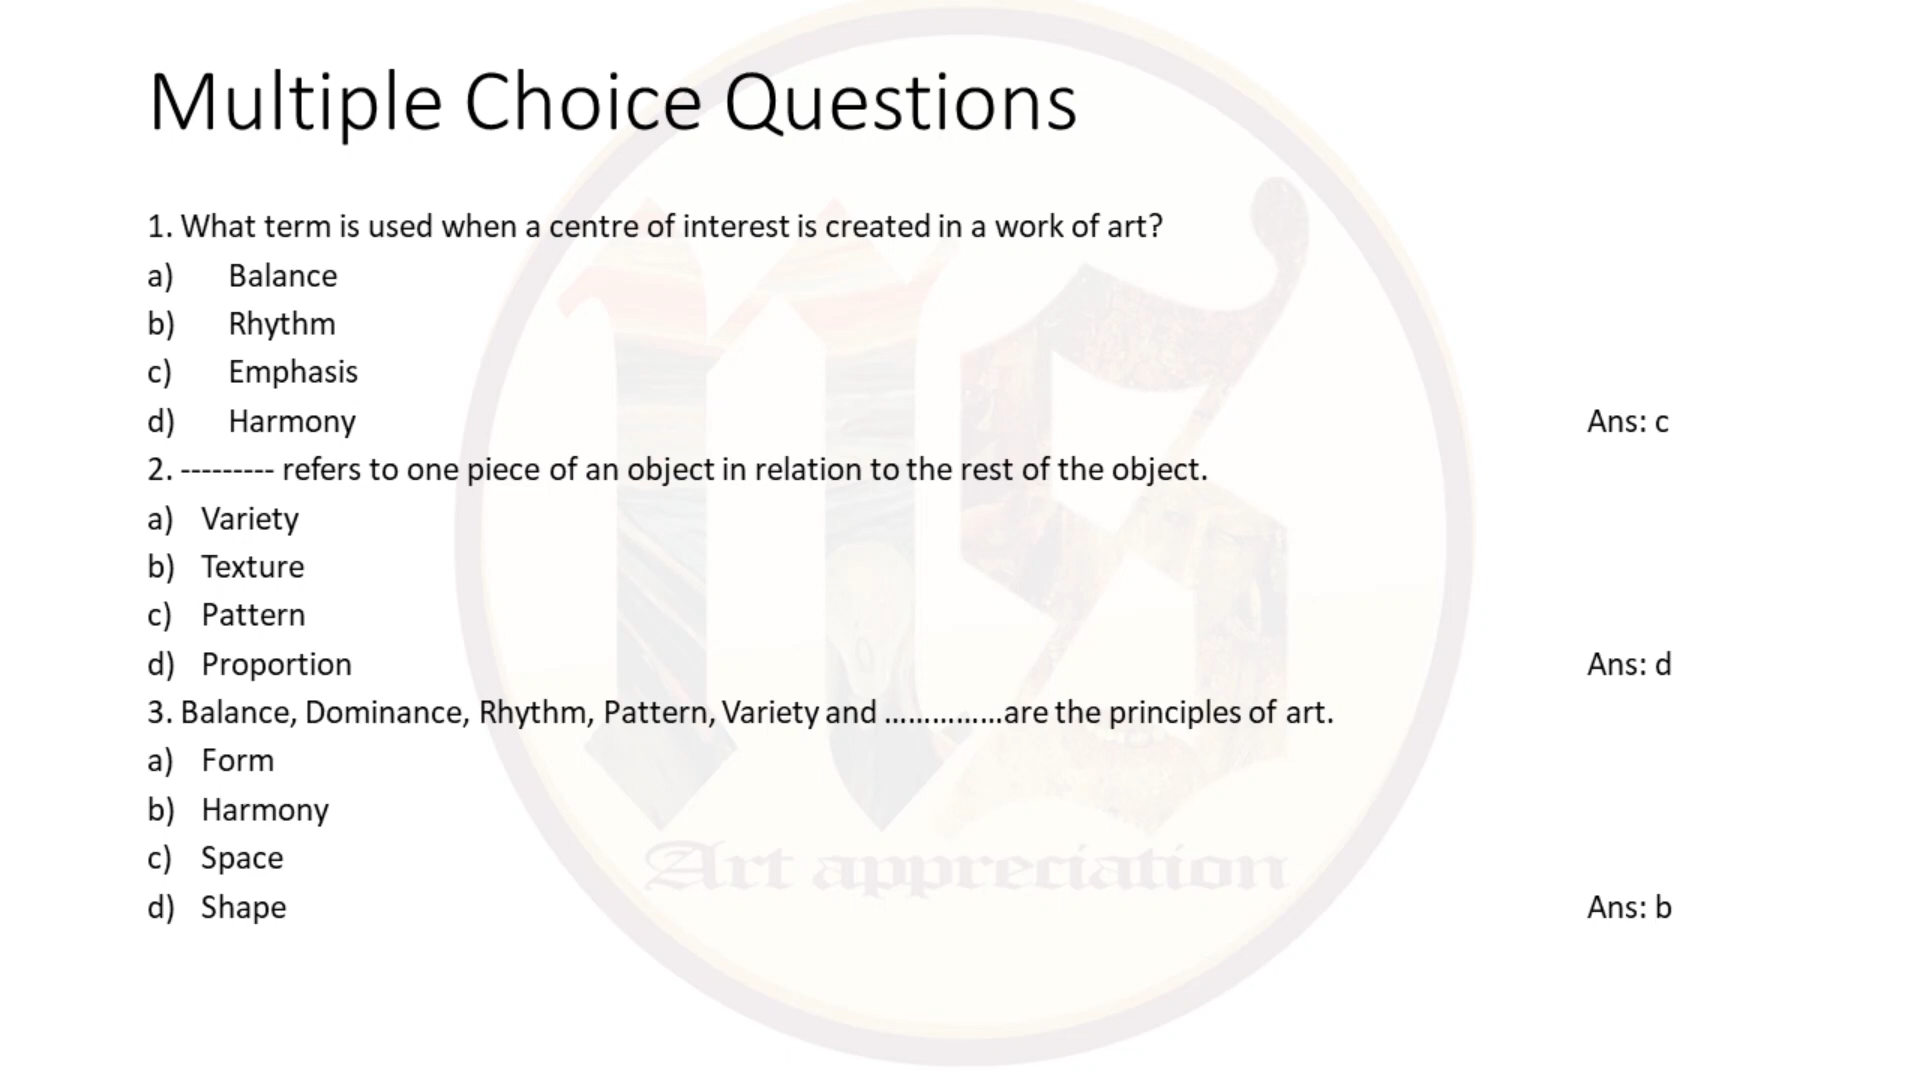 Multiple Choice Questions
1. What term is used when a centre of interest is created in a work of art?
a) Balance
b) Rhythm
c) Emphasis
d) Harmony Ans: c
2. --------- refers to one piece of an object in relation to the rest of the object.
a) Variety
b) Texture
c) Pattern
d) Proportion Ans: d
3. Balance, Dominance, Rhythm, Pattern, Variety and ...............are the principles of art.
a) Form
b) Harmony
c) Space
d) Shape Ans: b
ns
Art appreciation